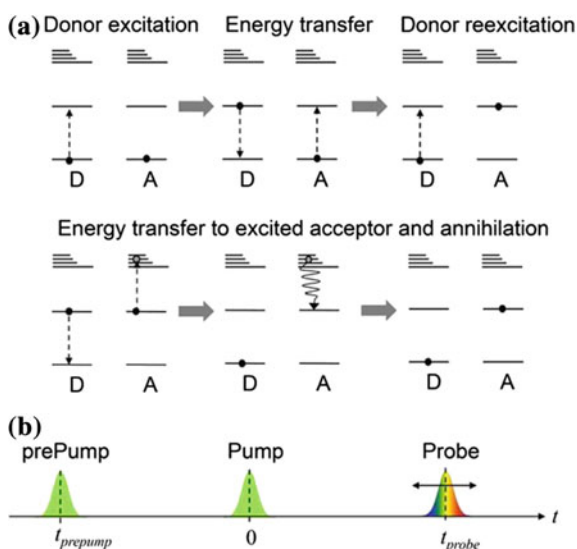 (a) Donor excitation Energy transfer Donor reexcitation
D A D A D A
Energy transfer to excited acceptor and annihilation
D A D A D A
(b)
prePump Pump Probe
t
t_prepump 0 t_probe